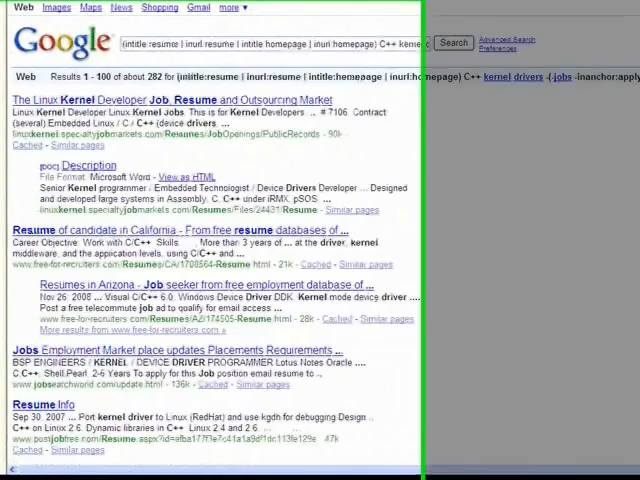 Web Images Maps News Shopping Gmail more ▼
Google (intitle:resume | inurl:resume | intitle:homepage | inurl:homepage) C++ kerne Search Advanced Search
Preferences
Web Results 1 - 100 of about 282 for (intitle:resume | inurl:resume | intitle:homepage | inurl:homepage) C++ kernel drivers -(-jobs -inanchor:apply
The Linux Kernel Developer Job, Resume and Outsourcing Market
Linux Kernel Developer Linux Kernel Jobs. This is for Kernel Developers. ... # 7106. Contract
(several) Embedded Linux / C / C++ (device drivers, ...
linuxkernel.specialtyjobmarkets.com/Resumes/JobOpenings/PublicRecords - 90k -
Cached - Similar pages
[DOC] Description
File Format: Microsoft Word - View as HTML
Senior Kernel programmer / Embedded Technologist / Device Drivers Developer ... Designed
and developed large systems in Assembly, C, C++ under iRMX, pSOS, ...
linuxkernel.specialtyjobmarkets.com/Resumes/Files/24431/Resume - Similar pages
Resume of candidate in California - From free resume databases of ...
Career Objective: Work with C/C++ Skills ... More than 3 years of ... at the driver, kernel
middleware, and the application levels, using C/C++ and ...
www.free-for-recruiters.com/Resumes/CA/1708564-Resume.html - 21k - Cached - Similar pages
Resumes in Arizona - Job seeker from free employment database of ...
Nov 26, 2008 ... Visual C/C++ 6.0, Windows Device Driver DDK, Kernel mode device driver ....
Post a free telecommute job ad to qualify for email access ...
www.free-for-recruiters.com/Resumes/AZ/174505-Resume.html - 28k - Cached - Similar pages
More results from www.free-for-recruiters.com »
Jobs Employment Market place updates Placements Requirements ...
BSP ENGINEERS / KERNEL / DEVICE DRIVER PROGRAMMER Lotus Notes Oracle ....
C,C++, Shell,Pearl. 2-6 Years To apply for this Job position email resume to ...
www.jobsearchworld.com/update.html - 136k - Cached - Similar pages
Resume Info
Sep 30, 2007 ... Port kernel driver to Linux (RedHat) and use kgdb for debugging Design ...
C++ on Linux 2.6. Dynamic libraries in C++. Linux 2.4 and 2.6. ...
www.postjobfree.com/Resume.aspx?id=efba177f3e7c41a1a9df1dc113fe129e - 47k -
Cached - Similar pages